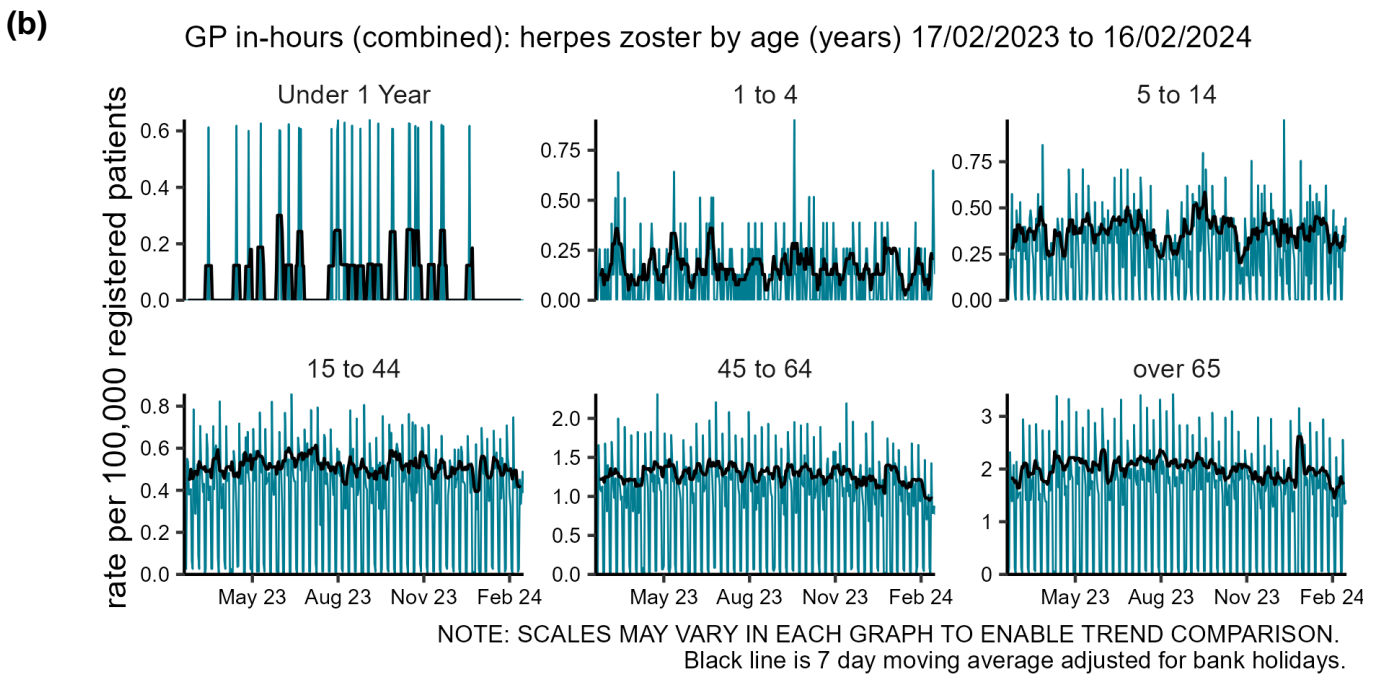 (b)
GP in-hours (combined): herpes zoster by age (years) 17/02/2023 to 16/02/2024
rate per 100,000 registered patients
Under 1 Year
0.6
0.4
0.2
0.0
1 to 4
0.75
0.50
0.25
0.00
5 to 14
0.75
0.50
0.25
0.00
15 to 44
0.8
0.6
0.4
0.2
0.0
May 23 Aug 23 Nov 23 Feb 24
45 to 64
2.0
1.5
1.0
0.5
0.0
May 23 Aug 23 Nov 23 Feb 24
over 65
3
2
1
0
May 23 Aug 23 Nov 23 Feb 24
NOTE: SCALES MAY VARY IN EACH GRAPH TO ENABLE TREND COMPARISON.
Black line is 7 day moving average adjusted for bank holidays.